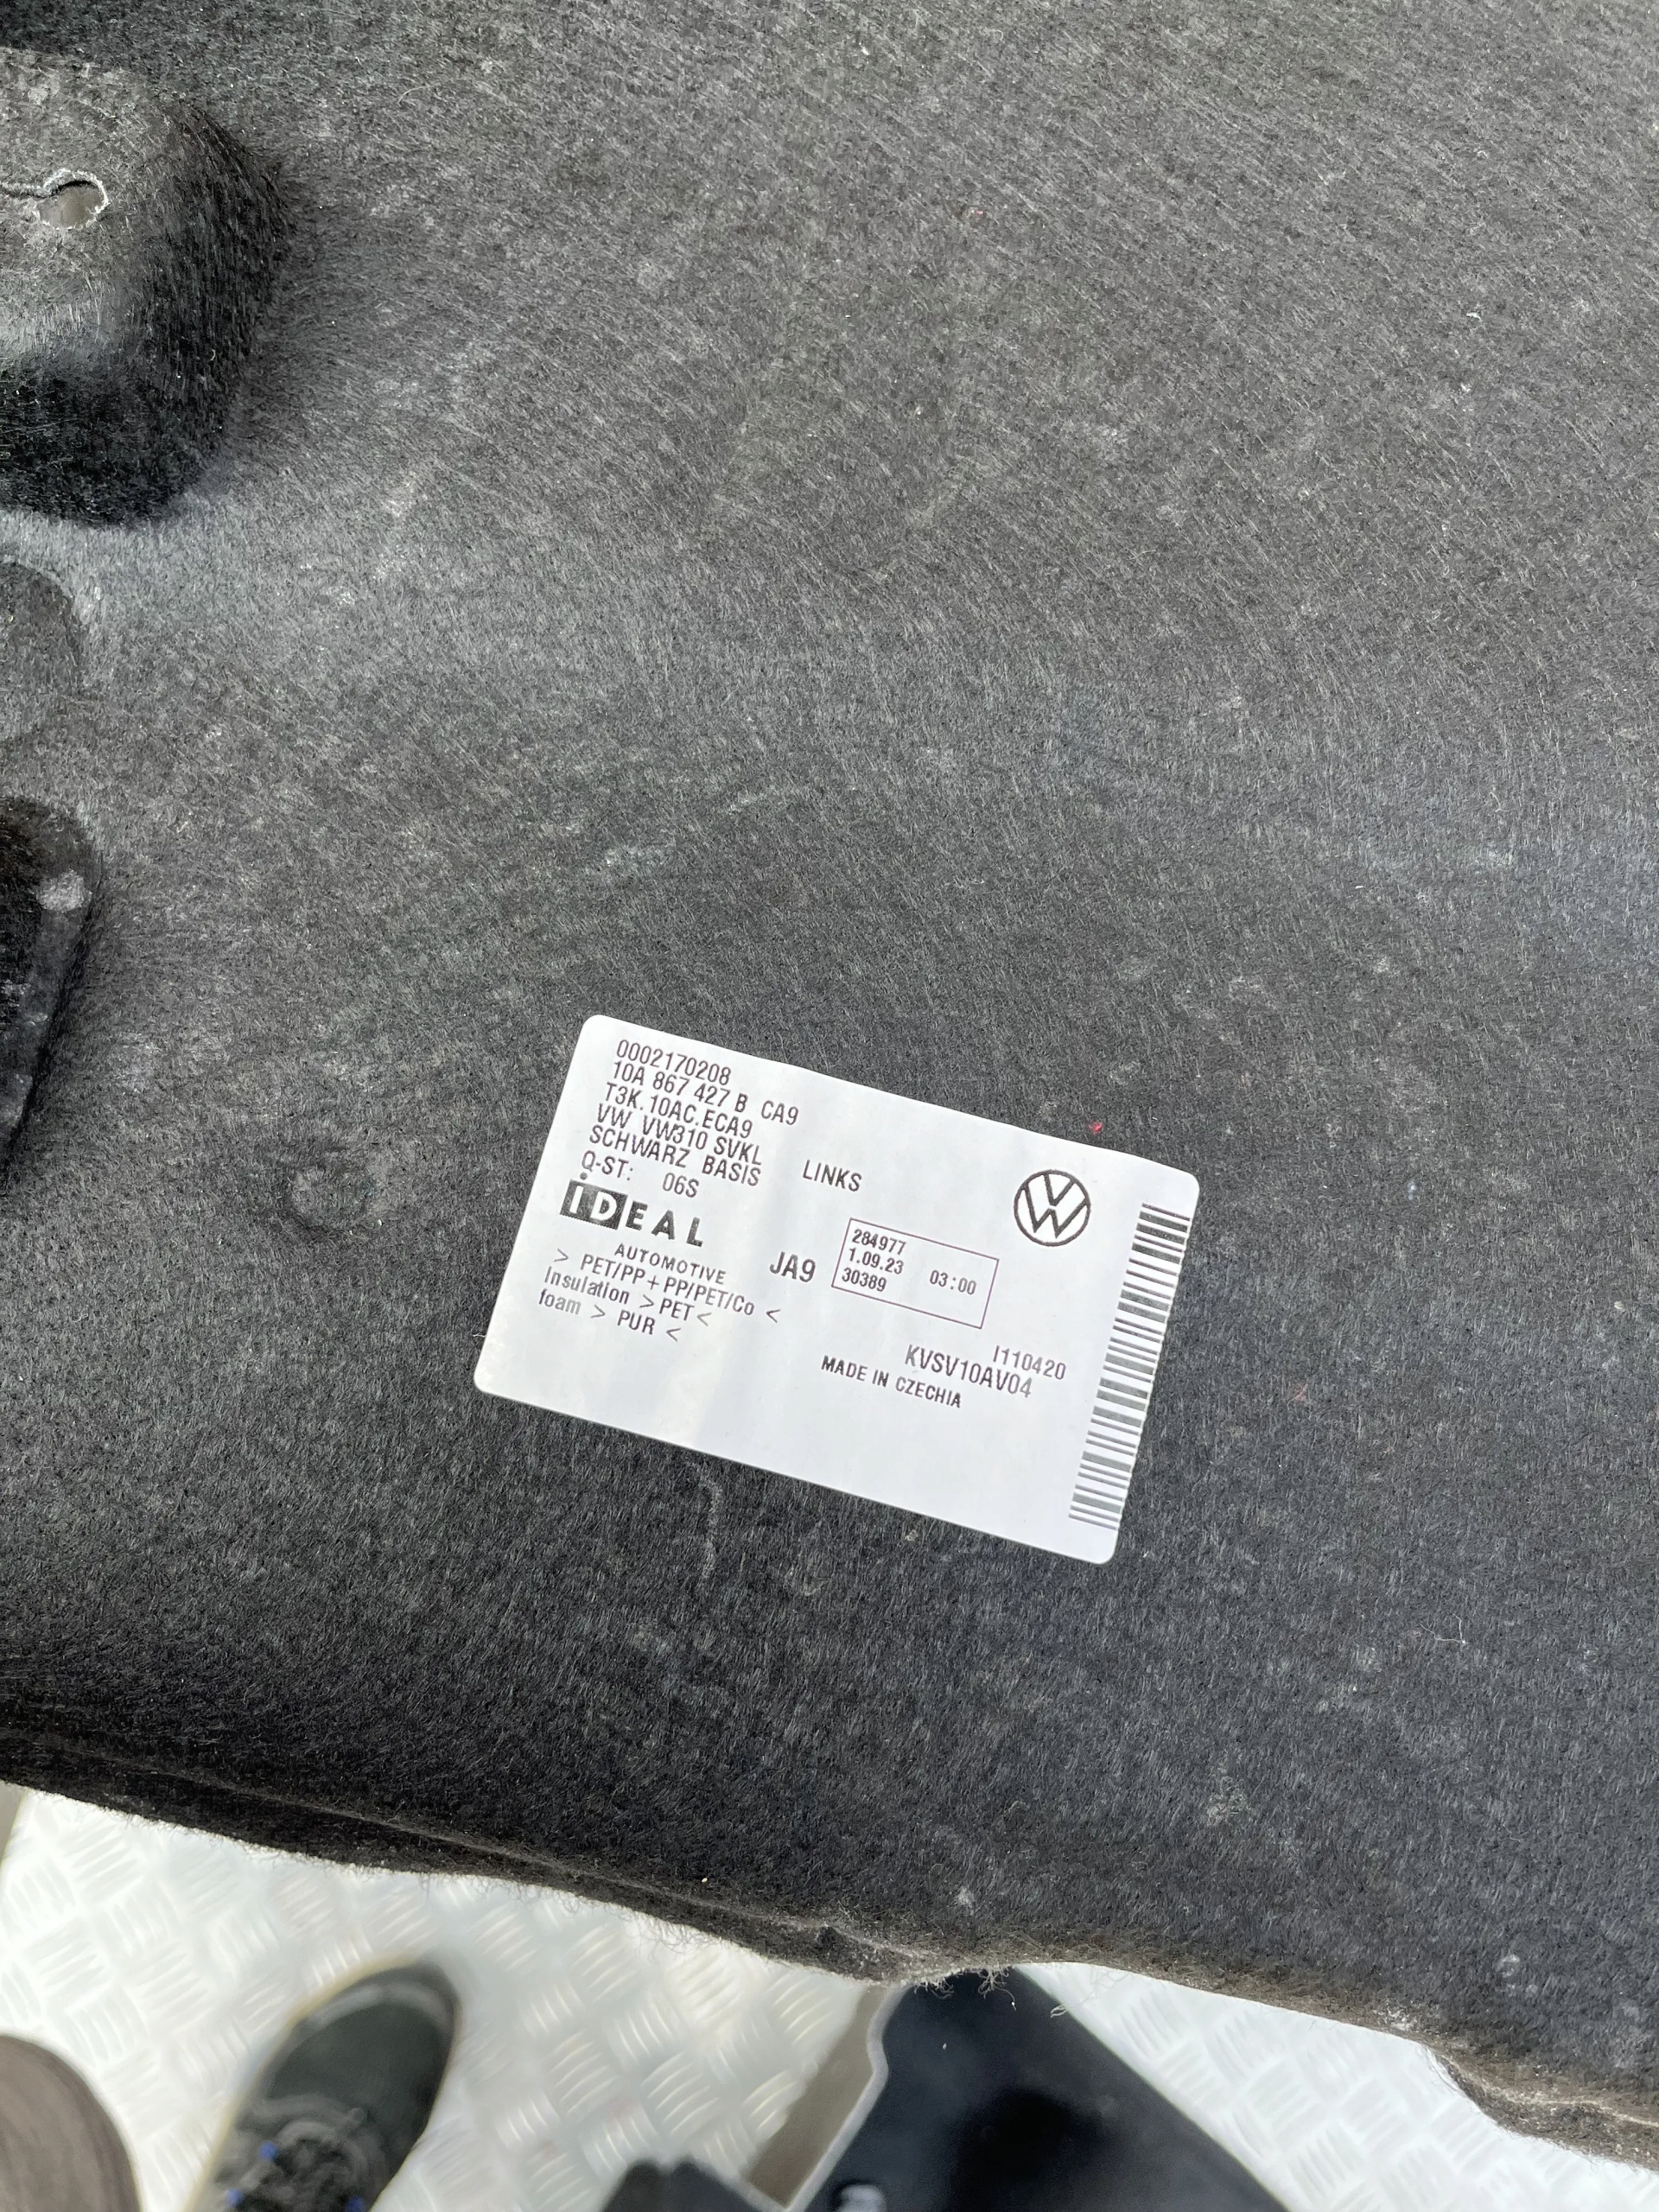 0002170208
10A 867 427 B CA9
T3K.10AC.ECA9
VW VW310 SVKL
SCHWARZ BASIS LINKS
Q-ST: 06S
IDEAL
AUTOMOTIVE
> PET/PP + PP/PET/Co <
Insulation > PET <
foam > PUR <
JA9
284977
1.09.23 03:00
30389
VW
I110420
KVSV10AV04
MADE IN CZECHIA